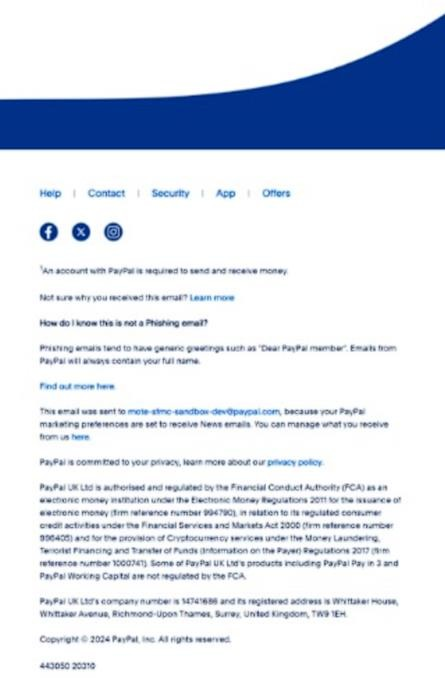 Help | Contact | Security | App | Offers
¹An account with PayPal is required to send and receive money.
Not sure why you received this email? Learn more
How do I know this is not a Phishing email?
Phishing emails tend to have generic greetings such as "Dear PayPal member". Emails from
PayPal will always contain your full name.
Find out more here.
This email was sent to mote-sfmc-sandbox-dev@paypal.com, because your PayPal
marketing preferences are set to receive News emails. You can manage what you receive
from us here.
PayPal is committed to your privacy, learn more about our privacy policy.
PayPal UK Ltd is authorised and regulated by the Financial Conduct Authority (FCA) as an
electronic money institution under the Electronic Money Regulations 2011 for the issuance of
electronic money (firm reference number 994790), in relation to its regulated consumer
credit activities under the Financial Services and Markets Act 2000 (firm reference number
996405) and for the provision of Cryptocurrency services under the Money Laundering,
Terrorist Financing and Transfer of Funds (Information on the Payer) Regulations 2017 (firm
reference number 1000741). Some of PayPal UK Ltd's products including PayPal Pay in 3 and
PayPal Working Capital are not regulated by the FCA.
PayPal UK Ltd's company number is 14741686 and its registered address is Whittaker House,
Whittaker Avenue, Richmond-Upon-Thames, Surrey, United Kingdom, TW9 1EH.
Copyright © 2024 PayPal, Inc. All rights reserved.
443050 20310